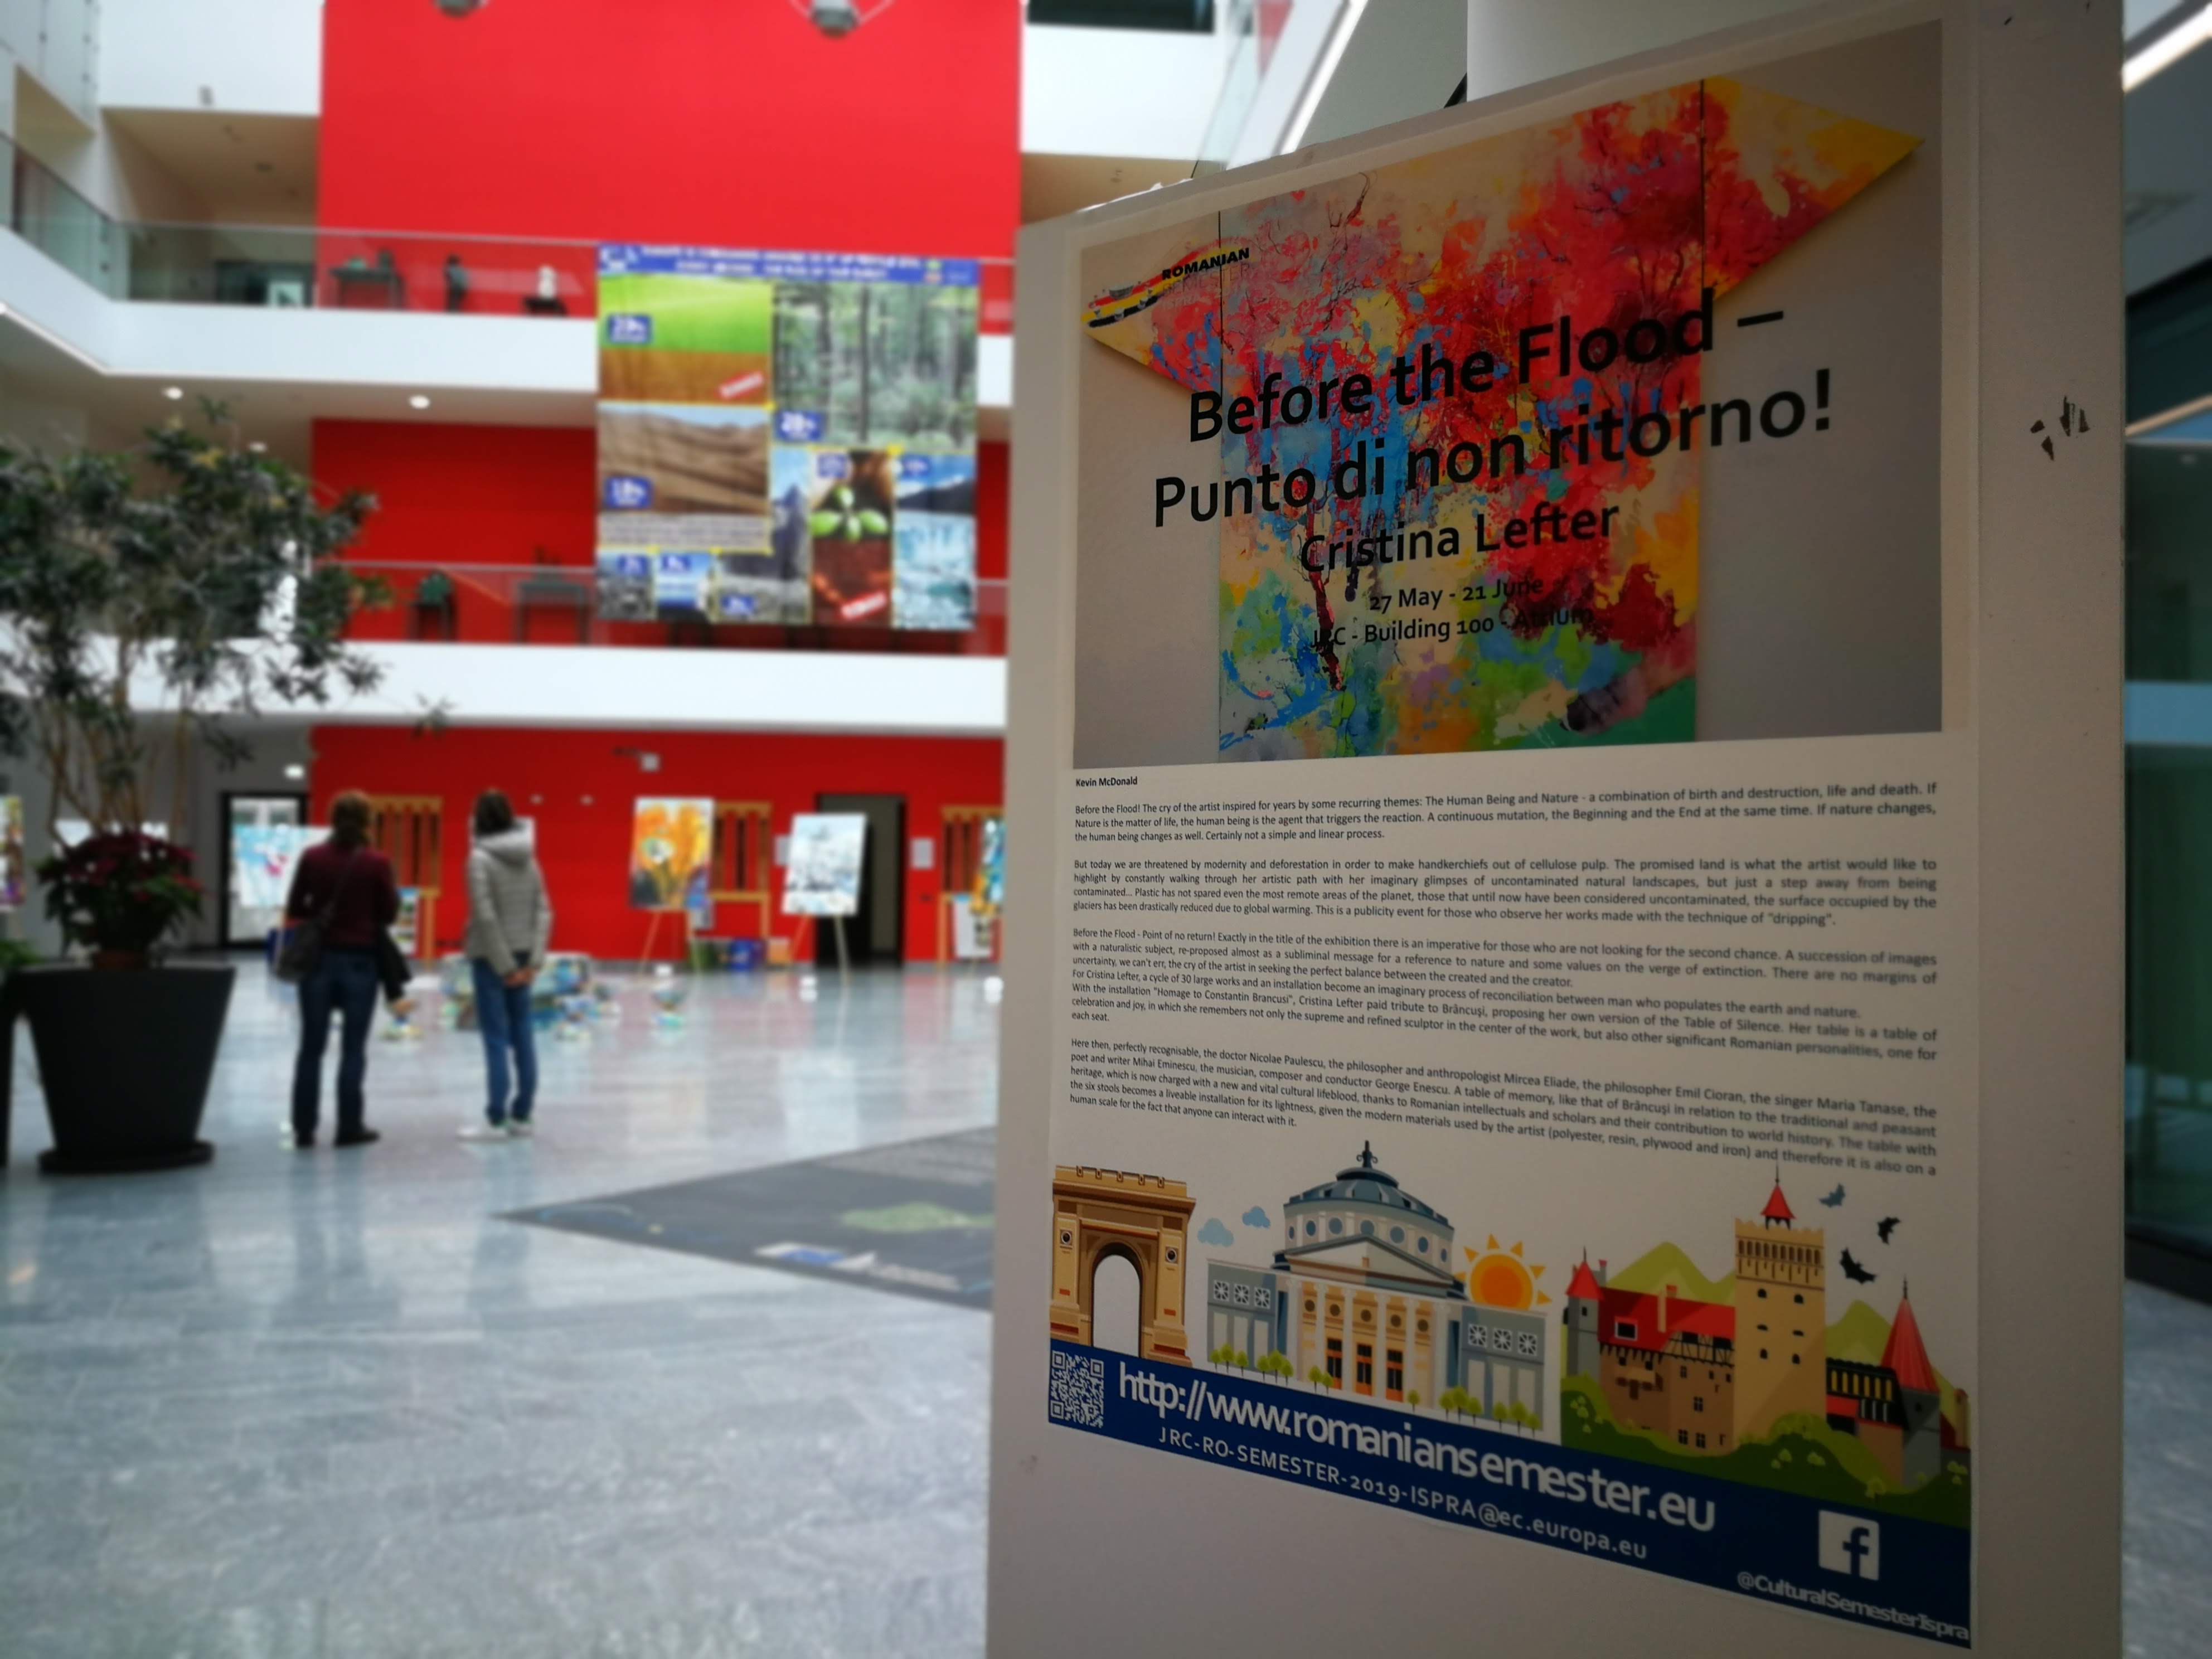 ROMANIAN
SEMESTER
Before the Flood –
Punto di non ritorno!
Cristina Lefter
27 May - 21 June
JRC - Building 100 - Atrium
Kevin McDonald
Before the Flood! The cry of the artist inspired for years by some recurring themes: The Human Being and Nature - a combination of birth and destruction, life and death. If
Nature is the matter of life, the human being is the agent that triggers the reaction. A continuous mutation, the Beginning and the End at the same time. If nature changes,
the human being changes as well. Certainly not a simple and linear process.
But today we are threatened by modernity and deforestation in order to make handkerchiefs out of cellulose pulp. The promised land is what the artist would like to
highlight by constantly walking through her artistic path with her imaginary glimpses of uncontaminated natural landscapes, but just a step away from being
contaminated... Plastic has not spared even the most remote areas of the planet, those that until now have been considered uncontaminated, the surface occupied by the
glaciers has been drastically reduced due to global warming. This is a publicity event for those who observe her works made with the technique of "dripping".
Before the Flood - Point of no return! Exactly in the title of the exhibition there is an imperative for those who are not looking for the second chance. A succession of images
with a naturalistic subject, re-proposed almost as a subliminal message for a reference to nature and some values on the verge of extinction. There are no margins of
uncertainty, we can't err, the cry of the artist in seeking the perfect balance between the created and the creator.
For Cristina Lefter, a cycle of 30 large works and an installation become an imaginary process of reconciliation between man who populates the earth and nature.
With the installation "Homage to Constantin Brancusi", Cristina Lefter paid tribute to Brâncuşi, proposing her own version of the Table of Silence. Her table is a table of
celebration and joy, in which she remembers not only the supreme and refined sculptor in the center of the work, but also other significant Romanian personalities, one for
each seat.
Here then, perfectly recognisable, the doctor Nicolae Paulescu, the philosopher and anthropologist Mircea Eliade, the philosopher Emil Cioran, the singer Maria Tanase, the
poet and writer Mihai Eminescu, the musician, composer and conductor George Enescu. A table of memory, like that of Brâncuşi in relation to the traditional and peasant
heritage, which is now charged with a new and vital cultural lifeblood, thanks to Romanian intellectuals and scholars and their contribution to world history. The table with
the six stools becomes a liveable installation for its lightness, given the modern materials used by the artist (polyester, resin, plywood and iron) and therefore it is also on a
human scale for the fact that anyone can interact with it.
http://www.romaniansemester.eu
JRC-RO-SEMESTER-2019-ISPRA@ec.europa.eu
@CulturalSemesterIspra